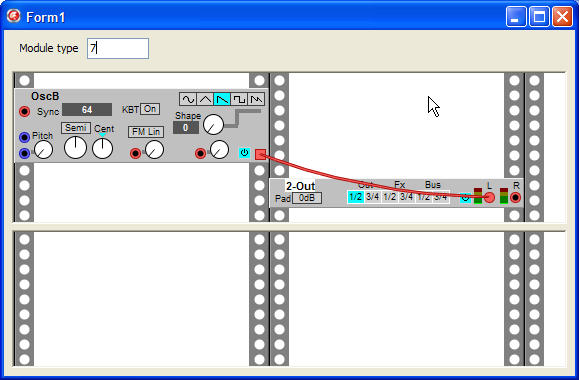 Form1
Module type 7
OscB
Sync 64 KBT On
Pitch Semi Cent FM Lin Shape 0
2-Out Out Fx Bus L R
Pad 0dB 1/2 3/4 1/2 3/4 1/2 3/4